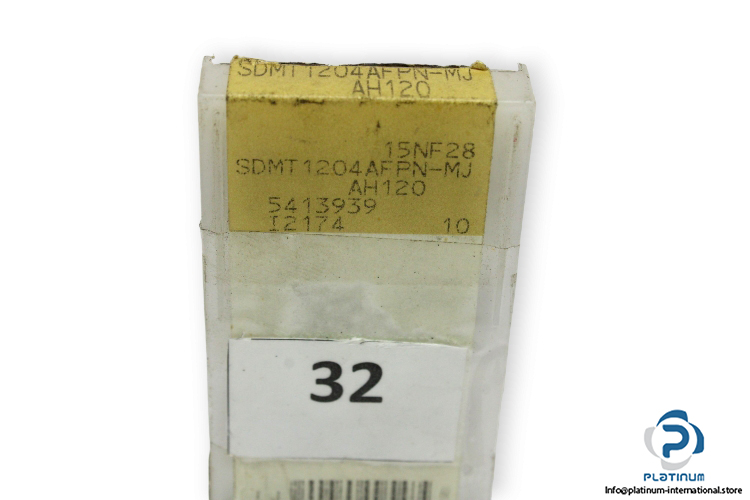 SDMT1204AFPN-MJ
AH120
15NF28
SDMT1204AFPN-MJ
AH120
5413939
I2174 10
32
PLATINUM
Info@platinum-international.store